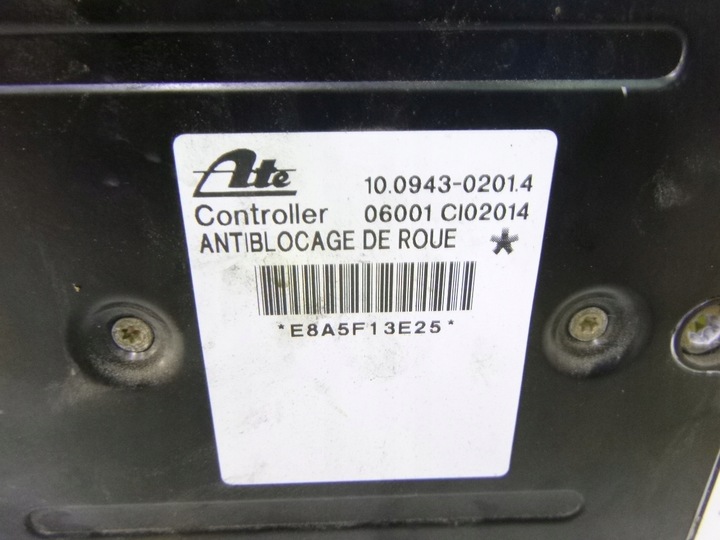 Ate 10.0943-0201.4
Controller 06001 CI02014
ANTIBLOCAGE DE ROUE *
*E8A5F13E25*